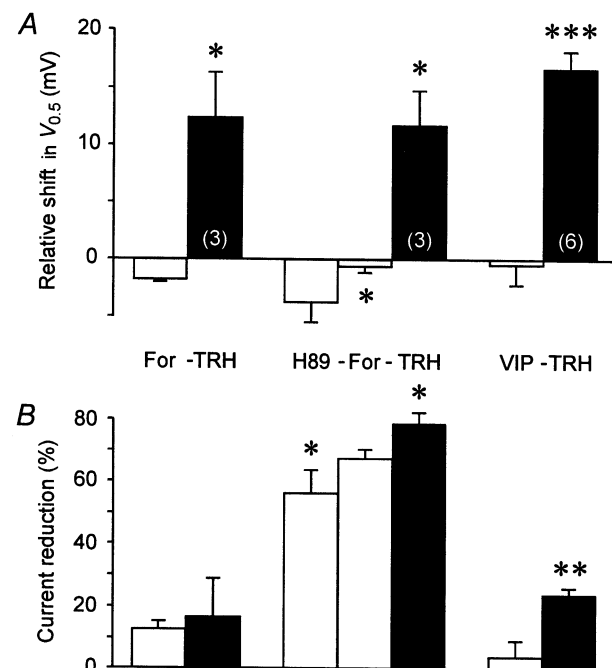 A
Relative shift in V0.5 (mV)
20
10
0
* * ***
(3) (3) (6)
*
For -TRH H89 - For - TRH VIP -TRH
B
Current reduction (%)
80
60
40
20
0
* * **